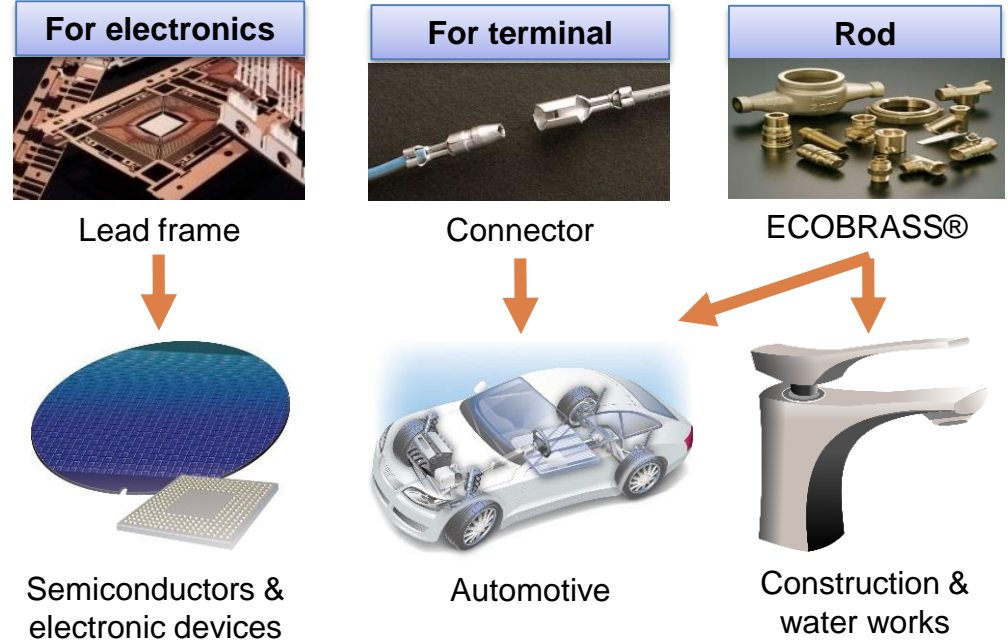 For electronics
For terminal
Rod
Lead frame
Connector
ECOBRASS®
Semiconductors &
electronic devices
Automotive
Construction &
water works